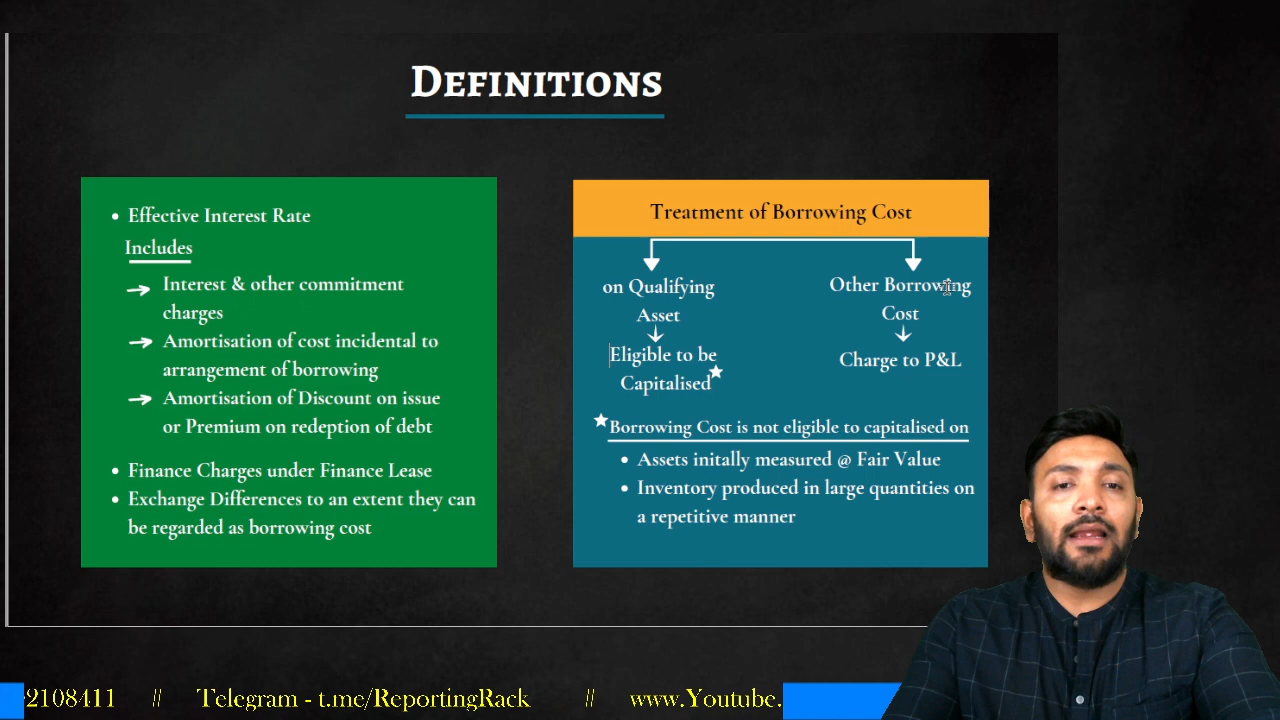 Definitions
• Effective Interest Rate
Includes
Interest & other commitment
charges
Amortisation of cost incidental to
arrangement of borrowing
Amortisation of Discount on issue
or Premium on redeption of debt
• Finance Charges under Finance Lease
• Exchange Differences to an extent they can
be regarded as borrowing cost
Treatment of Borrowing Cost
on Qualifying
Asset
Eligible to be
Capitalised
Other Borrowing
Cost
Charge to P&L
Borrowing Cost is not eligible to capitalised on
• Assets initally measured @ Fair Value
• Inventory produced in large quantities on
a repetitive manner
2108411 // Telegram - t.me/ReportingRack // www.Youtube.